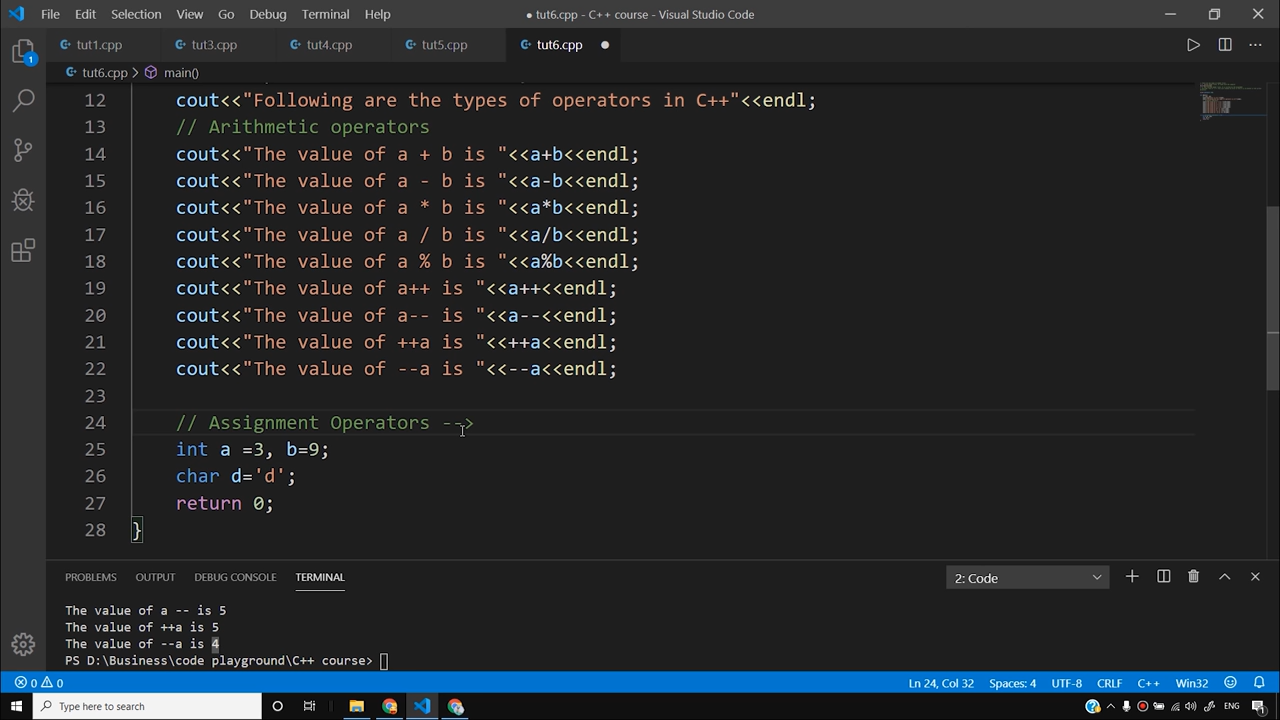 File Edit Selection View Go Debug Terminal Help
● tut6.cpp - C++ course - Visual Studio Code
tut1.cpp tut3.cpp tut4.cpp tut5.cpp tut6.cpp ●
tut6.cpp > main()
12 cout<<"Following are the types of operators in C++"<<endl;
13 // Arithmetic operators
14 cout<<"The value of a + b is "<<a+b<<endl;
15 cout<<"The value of a - b is "<<a-b<<endl;
16 cout<<"The value of a * b is "<<a*b<<endl;
17 cout<<"The value of a / b is "<<a/b<<endl;
18 cout<<"The value of a % b is "<<a%b<<endl;
19 cout<<"The value of a++ is "<<a++<<endl;
20 cout<<"The value of a-- is "<<a--<<endl;
21 cout<<"The value of ++a is "<<++a<<endl;
22 cout<<"The value of --a is "<<--a<<endl;
23
24 // Assignment Operators -->
25 int a =3, b=9;
26 char d='d';
27 return 0;
28 }
PROBLEMS OUTPUT DEBUG CONSOLE TERMINAL 2: Code
The value of a -- is 5
The value of ++a is 5
The value of --a is 4
PS D:\Business\code playground\C++ course>
0 0 Ln 24, Col 32 Spaces: 4 UTF-8 CRLF C++ Win32
Type here to search ENG